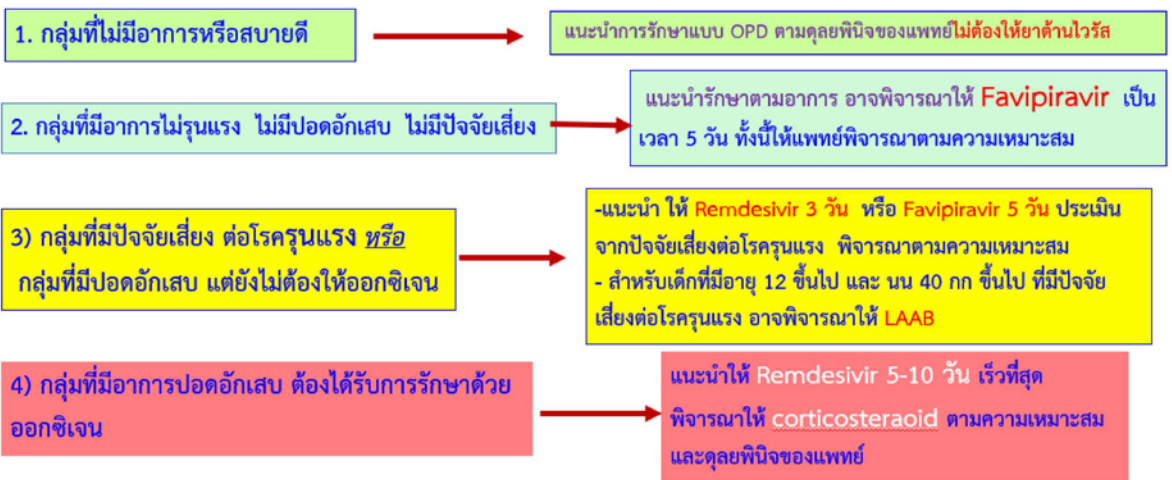 1. กลุ่มที่ไม่มีอาการหรือสบายดี
แนะนำการรักษาแบบ OPD ตามดุลยพินิจของแพทย์ไม่ต้องให้ยาต้านไวรัส
2. กลุ่มที่มีอาการไม่รุนแรง ไม่มีปอดอักเสบ ไม่มีปัจจัยเสี่ยง
แนะนำรักษาตามอาการ อาจพิจารณาให้ Favipiravir เป็น
เวลา 5 วัน ทั้งนี้ให้แพทย์พิจารณาตามความเหมาะสม
3) กลุ่มที่มีปัจจัยเสี่ยง ต่อโรครุนแรง หรือ
กลุ่มที่มีปอดอักเสบ แต่ยังไม่ต้องให้ออกซิเจน
-แนะนำ ให้ Remdesivir 3 วัน หรือ Favipiravir 5 วัน ประเมิน
จากปัจจัยเสี่ยงต่อโรครุนแรง พิจารณาตามความเหมาะสม
- สำหรับเด็กที่มีอายุ 12 ขึ้นไป และ นน 40 กก ขึ้นไป ที่มีปัจจัย
เสี่ยงต่อโรครุนแรง อาจพิจารณาให้ LAAB
4) กลุ่มที่มีอาการปอดอักเสบ ต้องได้รับการรักษาด้วย
ออกซิเจน
แนะนำให้ Remdesivir 5-10 วัน เร็วที่สุด
พิจารณาให้ corticosteraoid ตามความเหมาะสม
และดุลยพินิจของแพทย์